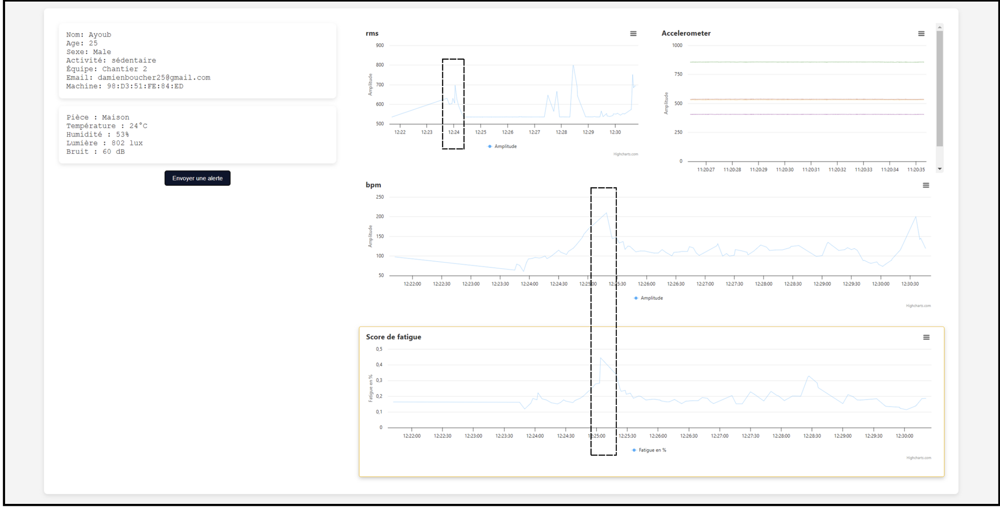 Nom: Ayoub
Age: 25
Sexe: Male
Activité: sédentaire
Équipe: Chantier 2
Email: damienboucher25@gmail.com
Machine: 98:D3:51:FE:84:ED
Pièce : Maison
Température : 24°C
Humidité : 53%
Lumière : 802 lux
Bruit : 60 dB
Envoyer une alerte
rms
Amplitude
900
800
700
600
500
12:22 12:23 12:24 12:25 12:26 12:27 12:28 12:29 12:30
Amplitude
Highcharts.com
Accelerometer
Amplitude
1000
750
500
250
0
11:20:27 11:20:28 11:20:29 11:20:30 11:20:31 11:20:32 11:20:33 11:20:34 11:20:35
bpm
Amplitude
250
200
150
100
50
12:22:00 12:22:30 12:23:00 12:23:30 12:24:00 12:24:30 12:25:00 12:25:30 12:26:00 12:26:30 12:27:00 12:27:30 12:28:00 12:28:30 12:29:00 12:29:30 12:30:00 12:30:30
Amplitude
Highcharts.com
Score de fatigue
Fatigue en %
0,5
0,4
0,3
0,2
0,1
0
12:22:00 12:22:30 12:23:00 12:23:30 12:24:00 12:24:30 12:25:00 12:25:30 12:26:00 12:26:30 12:27:00 12:27:30 12:28:00 12:28:30 12:29:00 12:29:30 12:30:00
Fatigue en %
Highcharts.com